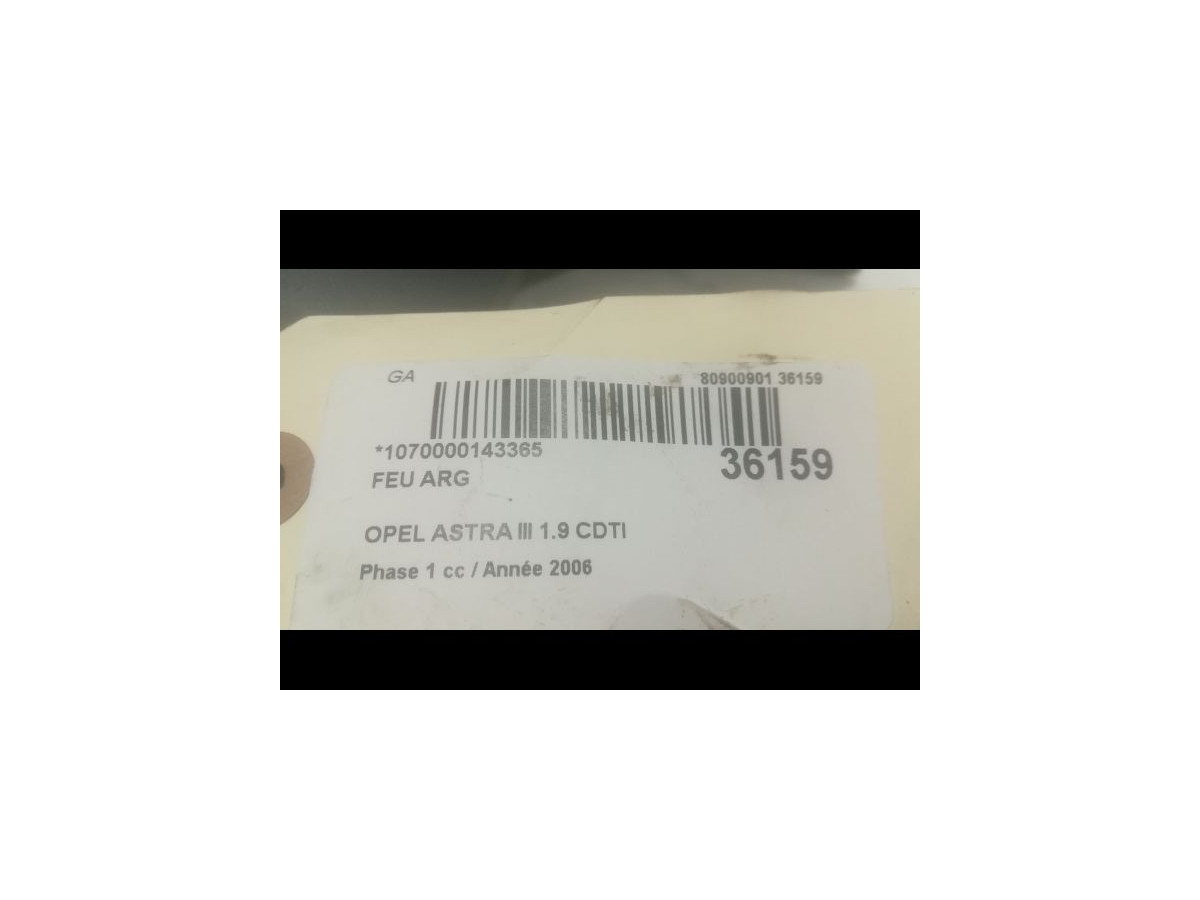 GA
80900901 36159
*1070000143365
36159
FEU ARG
OPEL ASTRA III 1.9 CDTI
Phase 1 cc / Année 2006